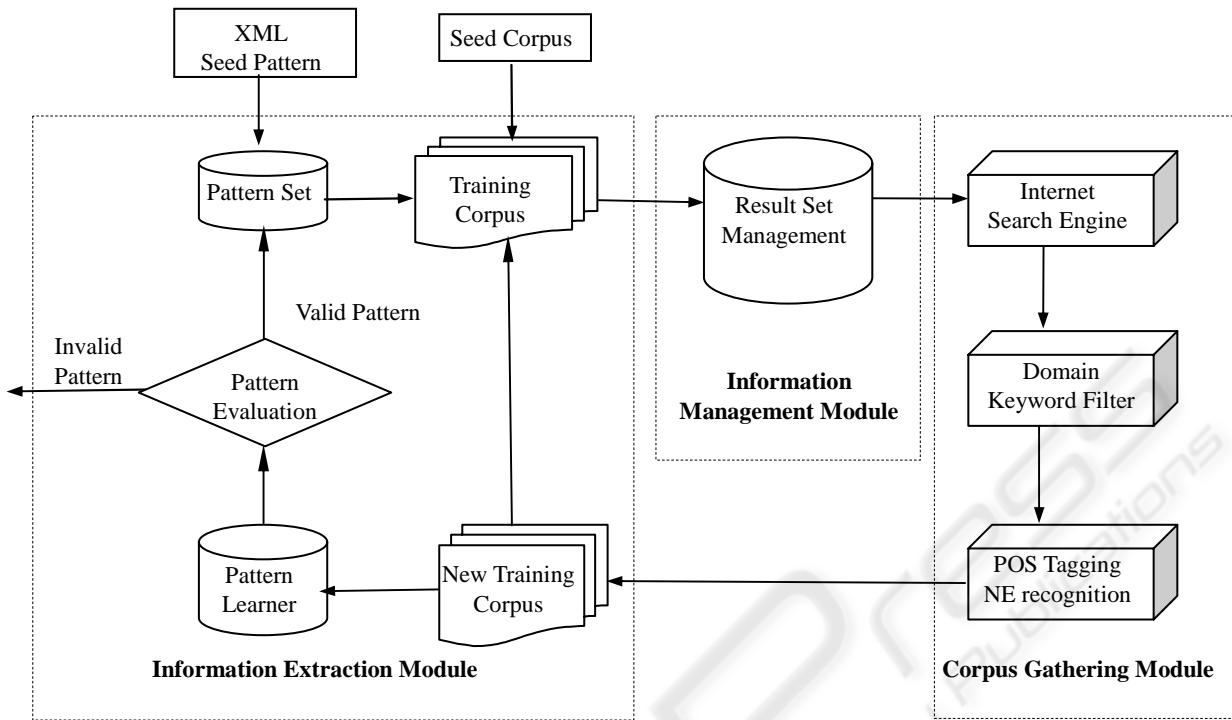 XML
Seed Pattern
Seed Corpus
Pattern Set
Training
Corpus
Result Set
Management
Internet
Search Engine
Valid Pattern
Invalid
Pattern
Pattern
Evaluation
Information
Management Module
Domain
Keyword Filter
Pattern
Learner
New Training
Corpus
POS Tagging
NE recognition
Information Extraction Module
Corpus Gathering Module
Press
Publications